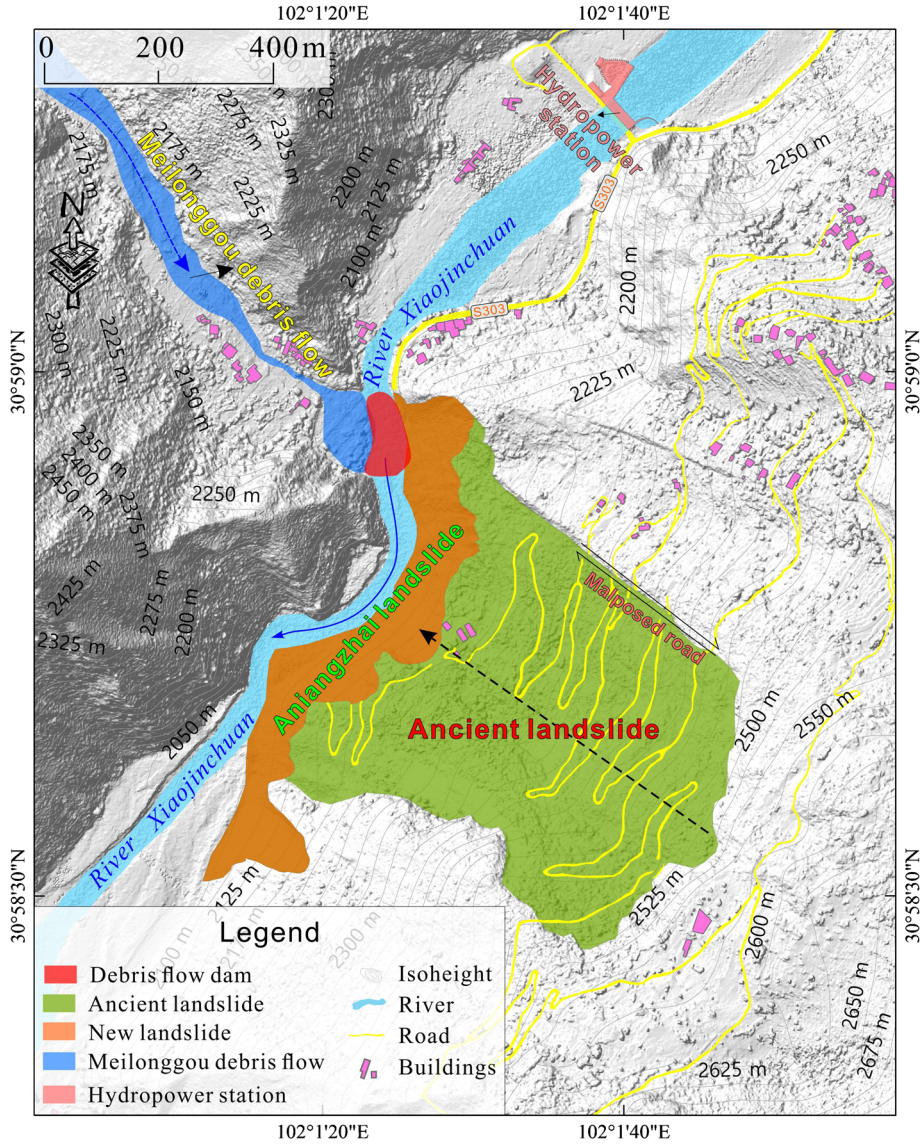 102°1'20"E
102°1'40"E
0
200
400 m
2175 m
2275 m
2325 m
2175 m
2225 m
2200 m
2125 m
2100 m
Hydropower
station
2250 m
S303
2200 m
N
Meilonggou debris flow
River Xiaojinchuan
S303
2300 m
2225 m
2150 m
30°59'0"N
30°59'0"N
2225 m
2350 m
2400 m
2450 m
2375 m
2250 m
2425 m
2275 m
2200 m
2325 m
Aniangzhai landslide
Malposed road
2050 m
Ancient landslide
2500 m
2550 m
River Xiaojinchuan
30°58'30"N
30°58'30"N
2125 m
2525 m
2600 m
2300 m
2650 m
2675 m
2625 m
Legend
Debris flow dam
Ancient landslide
New landslide
Meilonggou debris flow
Hydropower station
Isoheight
River
Road
Buildings
102°1'20"E
102°1'40"E